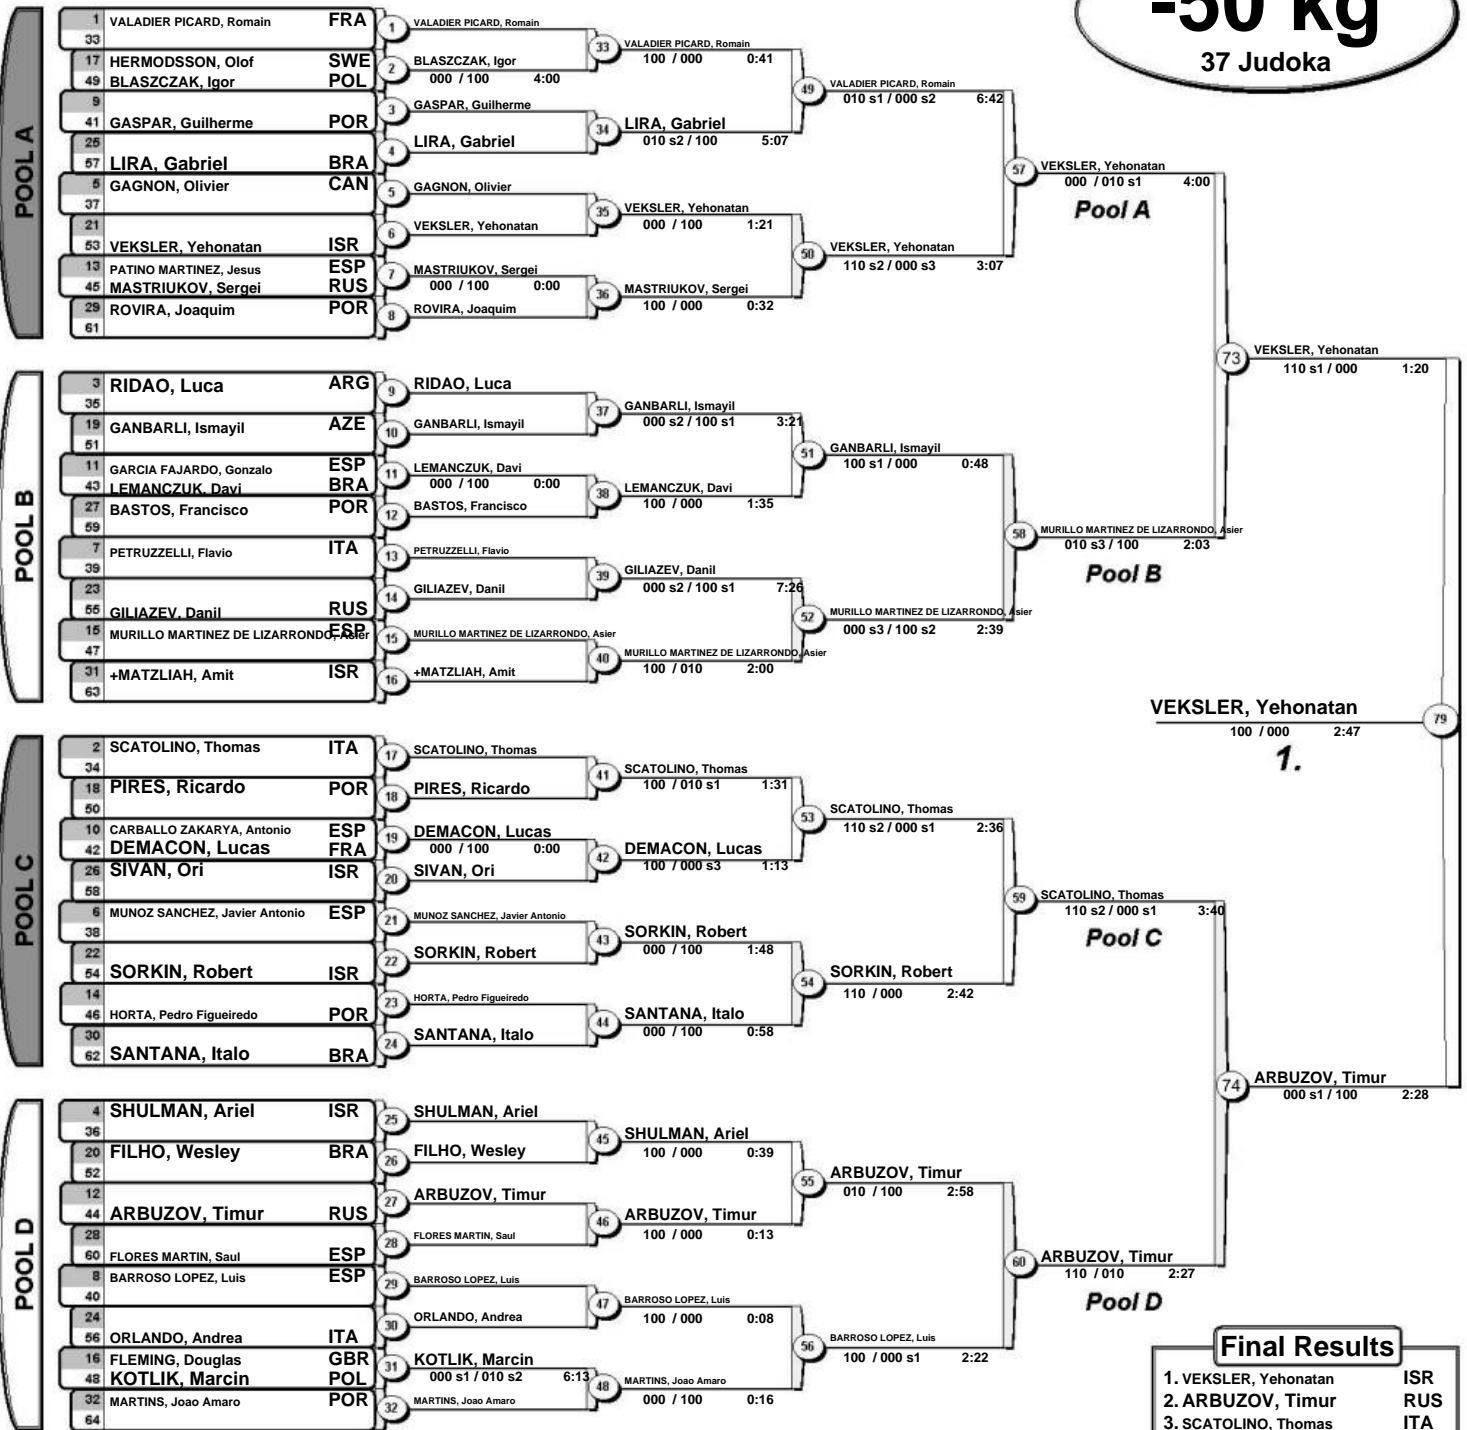 -50 kg
37 Judoka
POOL A
1 VALADIER PICARD, Romain FRA
33
17 HERMODSSON, Olof SWE
49 BLASZCZAK, Igor POL
9
41 GASPAR, Guilherme POR
25
57 LIRA, Gabriel BRA
5 GAGNON, Olivier CAN
37
21
53 VEKSLER, Yehonatan ISR
13 PATINO MARTINEZ, Jesus ESP
45 MASTRIUKOV, Sergei RUS
29 ROVIRA, Joaquim POR
61
1 VALADIER PICARD, Romain
2 BLASZCZAK, Igor
000 / 100 4:00
3 GASPAR, Guilherme
4 LIRA, Gabriel
5 GAGNON, Olivier
6 VEKSLER, Yehonatan
7 MASTRIUKOV, Sergei
000 / 100 0:00
8 ROVIRA, Joaquim
33 VALADIER PICARD, Romain
100 / 000 0:41
34 LIRA, Gabriel
010 s2 / 100 5:07
35 VEKSLER, Yehonatan
000 / 100 1:21
36 MASTRIUKOV, Sergei
100 / 000 0:32
49 VALADIER PICARD, Romain
010 s1 / 000 s2 6:42
50 VEKSLER, Yehonatan
110 s2 / 000 s3 3:07
57 VEKSLER, Yehonatan
000 / 010 s1 4:00
Pool A
POOL B
3 RIDAO, Luca ARG
35
19 GANBARLI, Ismayil AZE
51
11 GARCIA FAJARDO, Gonzalo ESP
43 LEMANCZUK, Davi BRA
27 BASTOS, Francisco POR
59
7 PETRUZZELLI, Flavio ITA
39
23
55 GILIAZEV, Danil RUS
15 MURILLO MARTINEZ DE LIZARRONDO, Asier ESP
47
31 +MATZLIAH, Amit ISR
63
9 RIDAO, Luca
10 GANBARLI, Ismayil
11 LEMANCZUK, Davi
000 / 100 0:00
12 BASTOS, Francisco
13 PETRUZZELLI, Flavio
14 GILIAZEV, Danil
15 MURILLO MARTINEZ DE LIZARRONDO, Asier
16 +MATZLIAH, Amit
37 GANBARLI, Ismayil
000 s2 / 100 s1 3:21
38 LEMANCZUK, Davi
100 / 000 1:35
39 GILIAZEV, Danil
000 s2 / 100 s1 7:26
40 MURILLO MARTINEZ DE LIZARRONDO, Asier
100 / 010 2:00
51 GANBARLI, Ismayil
100 s1 / 000 0:48
52 MURILLO MARTINEZ DE LIZARRONDO, Asier
000 s3 / 100 s2 2:39
58 MURILLO MARTINEZ DE LIZARRONDO, Asier
010 s3 / 100 2:03
Pool B
73 VEKSLER, Yehonatan
110 s1 / 000 1:20
VEKSLER, Yehonatan 79
100 / 000 2:47
1.
POOL C
2 SCATOLINO, Thomas ITA
34
18 PIRES, Ricardo POR
50
10 CARBALLO ZAKARYA, Antonio ESP
42 DEMACON, Lucas FRA
26 SIVAN, Ori ISR
58
6 MUNOZ SANCHEZ, Javier Antonio ESP
38
22
54 SORKIN, Robert ISR
14
46 HORTA, Pedro Figueiredo POR
30
62 SANTANA, Italo BRA
17 SCATOLINO, Thomas
18 PIRES, Ricardo
19 DEMACON, Lucas
000 / 100 0:00
20 SIVAN, Ori
21 MUNOZ SANCHEZ, Javier Antonio
22 SORKIN, Robert
23 HORTA, Pedro Figueiredo
24 SANTANA, Italo
41 SCATOLINO, Thomas
100 / 010 s1 1:31
42 DEMACON, Lucas
100 / 000 s3 1:13
43 SORKIN, Robert
000 / 100 1:48
44 SANTANA, Italo
000 / 100 0:58
53 SCATOLINO, Thomas
110 s2 / 000 s1 2:36
54 SORKIN, Robert
110 / 000 2:42
59 SCATOLINO, Thomas
110 s2 / 000 s1 3:40
Pool C
POOL D
4 SHULMAN, Ariel ISR
36
20 FILHO, Wesley BRA
52
12
44 ARBUZOV, Timur RUS
28
60 FLORES MARTIN, Saul ESP
8 BARROSO LOPEZ, Luis ESP
40
24
56 ORLANDO, Andrea ITA
16 FLEMING, Douglas GBR
48 KOTLIK, Marcin POL
32 MARTINS, Joao Amaro POR
64
25 SHULMAN, Ariel
26 FILHO, Wesley
27 ARBUZOV, Timur
28 FLORES MARTIN, Saul
29 BARROSO LOPEZ, Luis
30 ORLANDO, Andrea
31 KOTLIK, Marcin
000 s1 / 010 s2 6:13
32 MARTINS, Joao Amaro
45 SHULMAN, Ariel
100 / 000 0:39
46 ARBUZOV, Timur
100 / 000 0:13
47 BARROSO LOPEZ, Luis
100 / 000 0:08
48 MARTINS, Joao Amaro
000 / 100 0:16
55 ARBUZOV, Timur
010 / 100 2:58
56 BARROSO LOPEZ, Luis
100 / 000 s1 2:22
60 ARBUZOV, Timur
110 / 010 2:27
Pool D
74 ARBUZOV, Timur
000 s1 / 100 2:28
Final Results
1. VEKSLER, Yehonatan ISR
2. ARBUZOV, Timur RUS
3. SCATOLINO, Thomas ITA